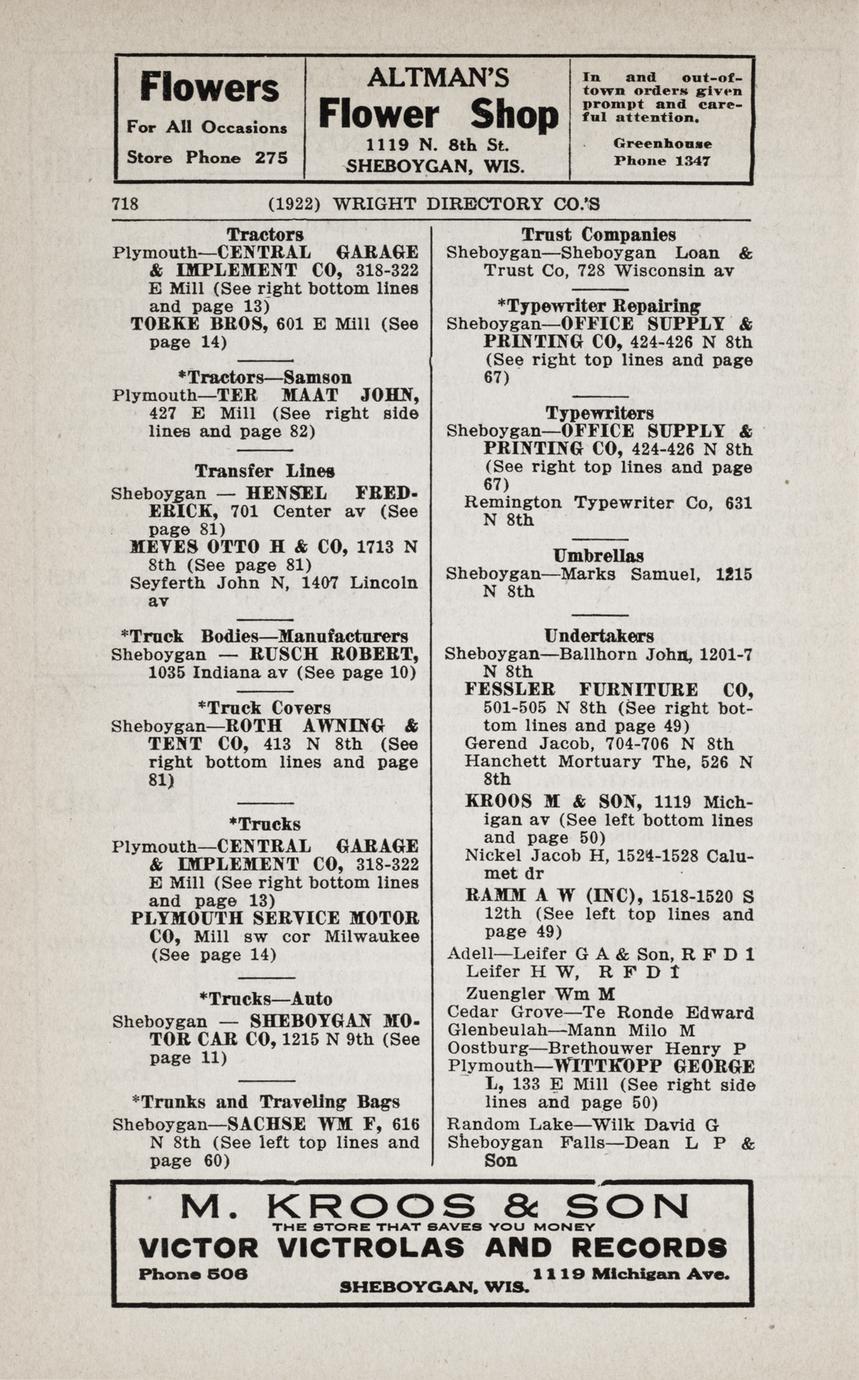 Flowers
For All Occasions
Store Phone 275
ALTMAN'S
Flower Shop
1119 N. 8th St.
SHEBOYGAN, WIS.
In and out-of-
town orders given
prompt and care-
ful attention.
Greenhouse
Phone 1347
718 (1922) WRIGHT DIRECTORY CO.'S
Tractors
Plymouth—CENTRAL GARAGE
& IMPLEMENT CO, 318-322
E Mill (See right bottom lines
and page 13)
TORKE BROS, 601 E Mill (See
page 14)
*Tractors—Samson
Plymouth—TER MAAT JOHN,
427 E Mill (See right side
lines and page 82)
Transfer Lines
Sheboygan — HENSEL FRED-
ERICK, 701 Center av (See
page 81)
MEVES OTTO H & CO, 1713 N
8th (See page 81)
Seyferth John N, 1407 Lincoln
av
*Truck Bodies—Manufacturers
Sheboygan — RUSCH ROBERT,
1035 Indiana av (See page 10)
*Truck Covers
Sheboygan—ROTH AWNING &
TENT CO, 413 N 8th (See
right bottom lines and page
81)
*Trucks
Plymouth—CENTRAL GARAGE
& IMPLEMENT CO, 318-322
E Mill (See right bottom lines
and page 13)
PLYMOUTH SERVICE MOTOR
CO, Mill sw cor Milwaukee
(See page 14)
*Trucks—Auto
Sheboygan — SHEBOYGAN MO-
TOR CAR CO, 1215 N 9th (See
page 11)
*Trunks and Traveling Bags
Sheboygan—SACHSE WM F, 616
N 8th (See left top lines and
page 60)
Trust Companies
Sheboygan—Sheboygan Loan &
Trust Co, 728 Wisconsin av
*Typewriter Repairing
Sheboygan—OFFICE SUPPLY &
PRINTING CO, 424-426 N 8th
(See right top lines and page
67)
Typewriters
Sheboygan—OFFICE SUPPLY &
PRINTING CO, 424-426 N 8th
(See right top lines and page
67)
Remington Typewriter Co, 631
N 8th
Umbrellas
Sheboygan—Marks Samuel, 1215
N 8th
Undertakers
Sheboygan—Ballhorn John, 1201-7
N 8th
FESSLER FURNITURE CO,
501-505 N 8th (See right bot-
tom lines and page 49)
Gerend Jacob, 704-706 N 8th
Hanchett Mortuary The, 526 N
8th
KROOS M & SON, 1119 Mich-
igan av (See left bottom lines
and page 50)
Nickel Jacob H, 1524-1528 Calu-
met dr
RAMM A W (INC), 1518-1520 S
12th (See left top lines and
page 49)
Adell—Leifer G A & Son, R F D 1
Leifer H W, R F D 1
Zuengler Wm M
Cedar Grove—Te Ronde Edward
Glenbeulah—Mann Milo M
Oostburg—Brethouwer Henry P
Plymouth—WITTKOPP GEORGE
L, 133 E Mill (See right side
lines and page 50)
Random Lake—Wilk David G
Sheboygan Falls—Dean L P &
Son
M. KROOS & SON
THE STORE THAT SAVES YOU MONEY
VICTOR VICTROLAS AND RECORDS
Phone 506 1119 Michigan Ave.
SHEBOYGAN, WIS.